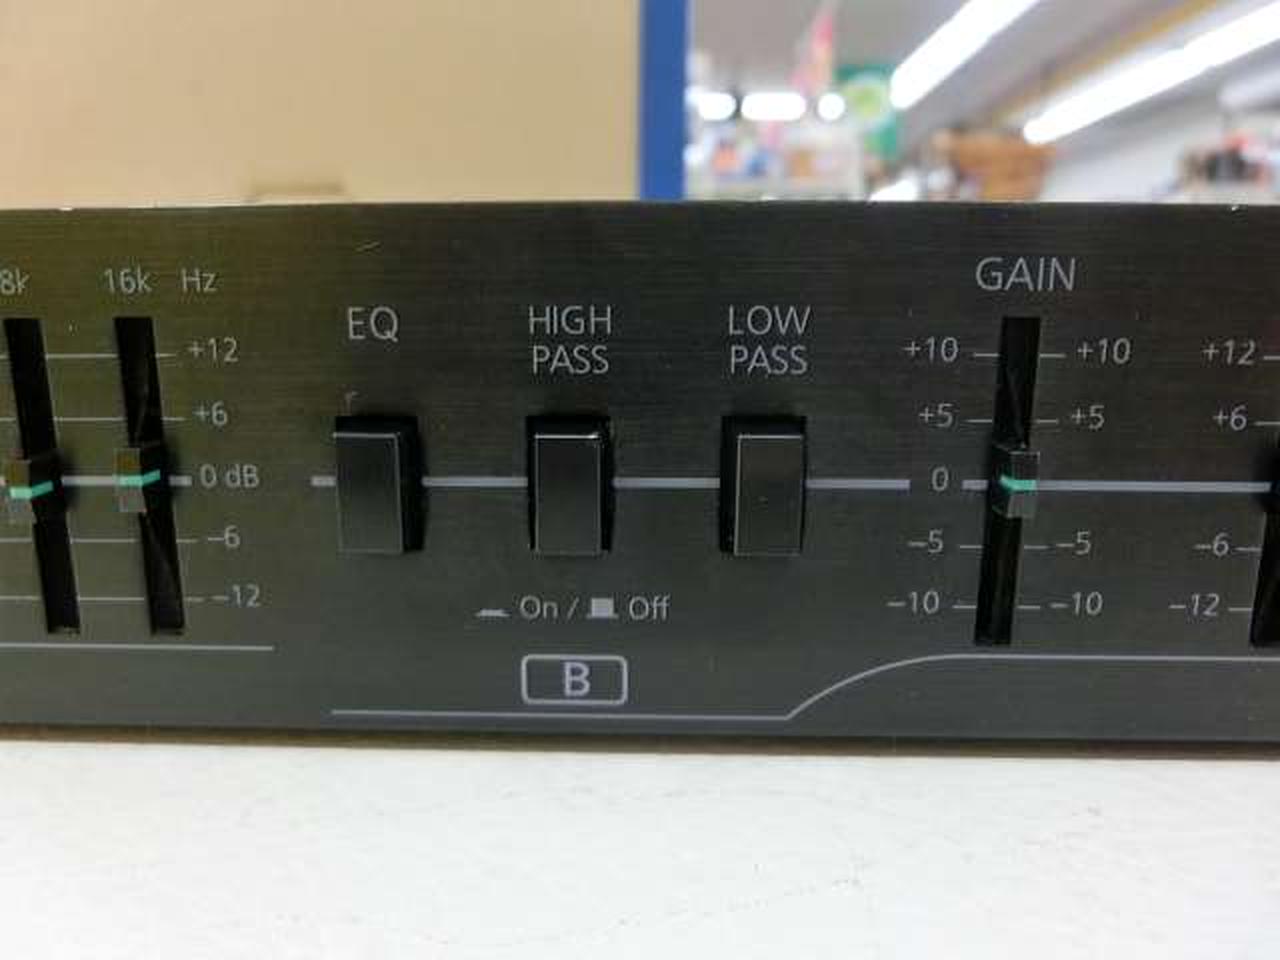 8k 16k Hz
+12
+6
0 dB
−6
−12
EQ
HIGH
PASS
LOW
PASS
On / Off
B
GAIN
+10 +10
+5 +5
0
−5 −5
−10 −10
+12
+6
−6
−12